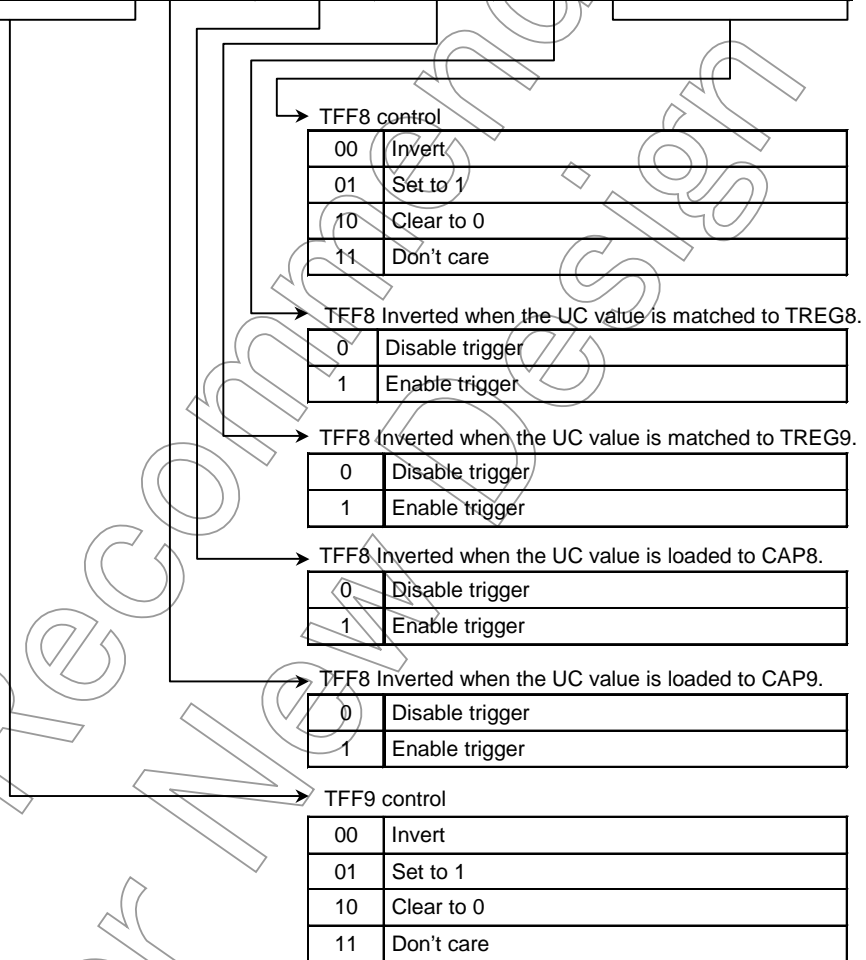 TFF8 control
00 Invert
01 Set to 1
10 Clear to 0
11 Don't care
TFF8 Inverted when the UC value is matched to TREG8.
0 Disable trigger
1 Enable trigger
TFF8 Inverted when the UC value is matched to TREG9.
0 Disable trigger
1 Enable trigger
TFF8 Inverted when the UC value is loaded to CAP8.
0 Disable trigger
1 Enable trigger
TFF8 Inverted when the UC value is loaded to CAP9.
0 Disable trigger
1 Enable trigger
TFF9 control
00 Invert
01 Set to 1
10 Clear to 0
11 Don't care